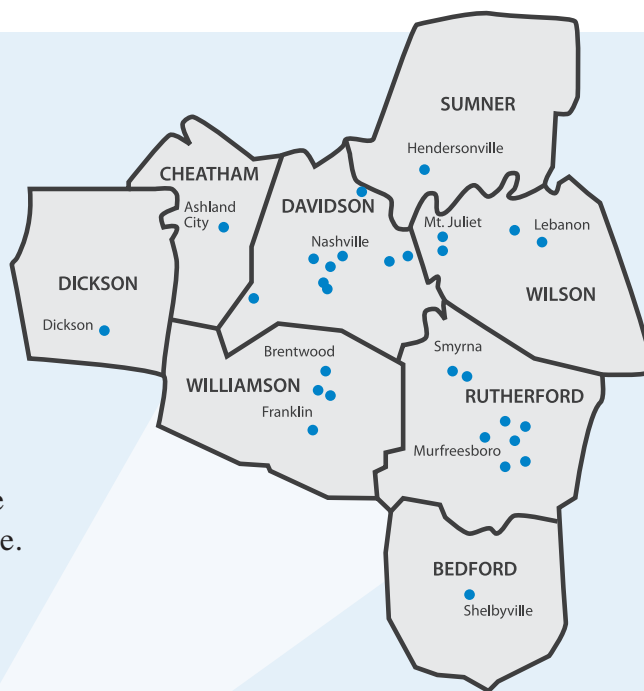 SUMNER
Hendersonville
CHEATHAM
Ashland
City
DAVIDSON
Nashville
Mt. Juliet
Lebanon
WILSON
DICKSON
Dickson
Brentwood
WILLIAMSON
Franklin
Smyrna
RUTHERFORD
Murfreesboro
e
e.
BEDFORD
Shelbyville